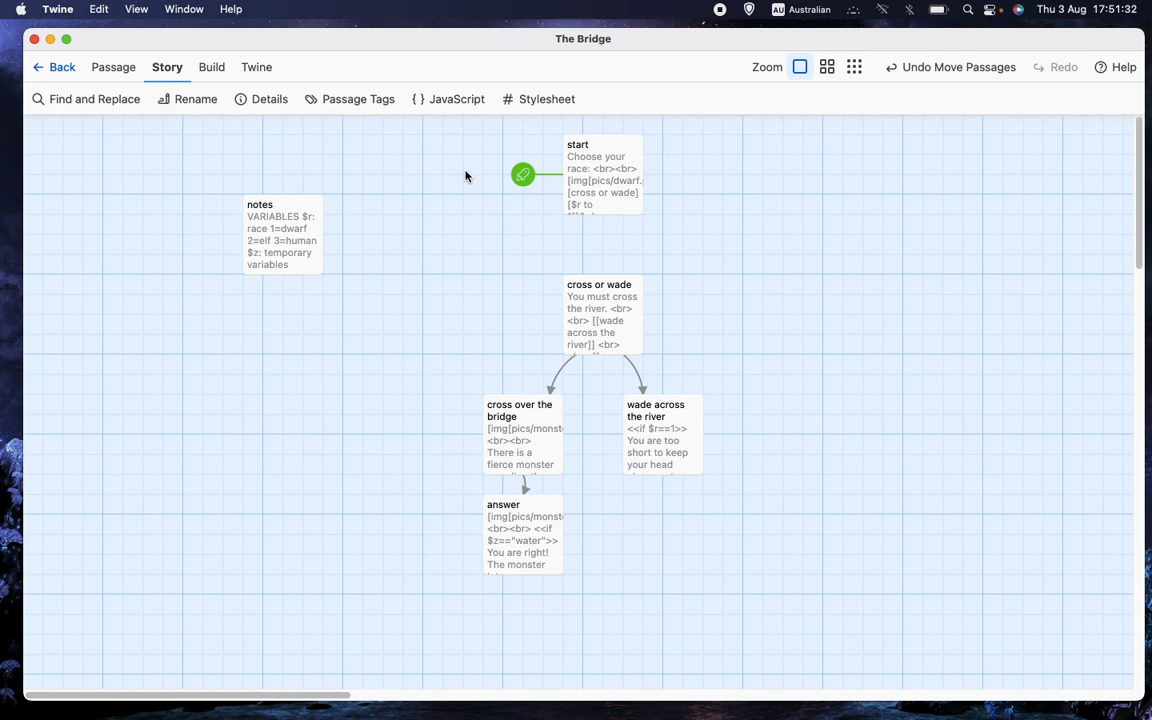 Twine Edit View Window Help
AU Australian Thu 3 Aug 17:51:32
The Bridge
Back Passage Story Build Twine
Zoom Undo Move Passages Redo Help
Find and Replace Rename Details Passage Tags { } JavaScript # Stylesheet
start
Choose your
race: <br><br>
[img[pics/dwarf.
[cross or wade]
[$r to
notes
VARIABLES $r:
race 1=dwarf
2=elf 3=human
$z: temporary
variables
cross or wade
You must cross
the river. <br>
<br> [[wade
across the
river]] <br>
cross over the
bridge
[img[pics/monst
<br><br>
There is a
fierce monster
wade across
the river
<<if $r==1>>
You are too
short to keep
your head
answer
[img[pics/monst
<br><br> <<if
$z=="water">>
You are right!
The monster